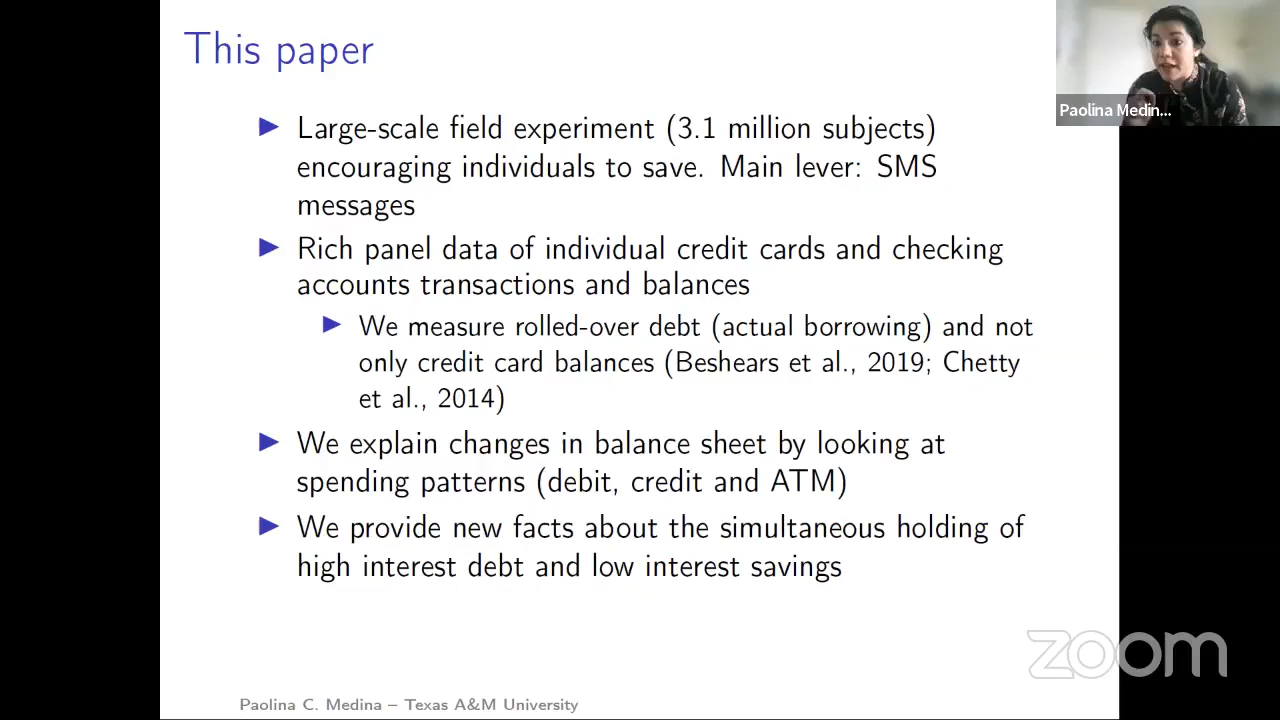 This paper
Large-scale field experiment (3.1 million subjects)
encouraging individuals to save. Main lever: SMS
messages
Rich panel data of individual credit cards and checking
accounts transactions and balances
We measure rolled-over debt (actual borrowing) and not
only credit card balances (Beshears et al., 2019; Chetty
et al., 2014)
We explain changes in balance sheet by looking at
spending patterns (debit, credit and ATM)
We provide new facts about the simultaneous holding of
high interest debt and low interest savings
Paolina C. Medina – Texas A&M University
Paolina Medin...
zoom